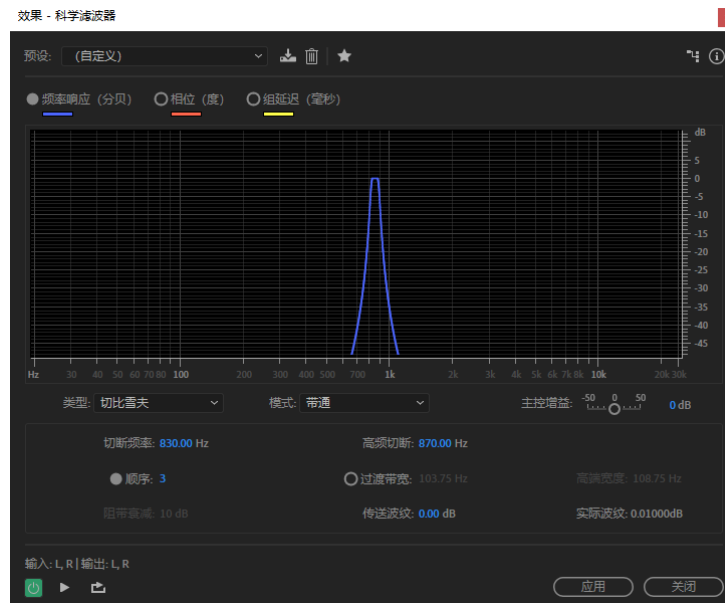 效果 - 科学滤波器
预设: (自定义)
频率响应 (分贝) 相位 (度) 组延迟 (毫秒)
dB
5
0
-5
-10
-15
-20
-25
-30
-35
-40
-45
Hz 30 40 50 60 70 80 100 200 300 400 500 700 1k 2k 3k 4k 5k 6k 7k 8k 10k 20k 30k
类型: 切比雪夫 模式: 带通 主控增益: -50 0 50 0 dB
切断频率: 830.00 Hz 高频切断: 870.00 Hz
顺序: 3 过渡带宽: 103.75 Hz 高端宽度: 108.75 Hz
阻带衰减: 10 dB 传送波纹: 0.00 dB 实际波纹: 0.01000dB
输入: L, R | 输出: L, R
应用 关闭